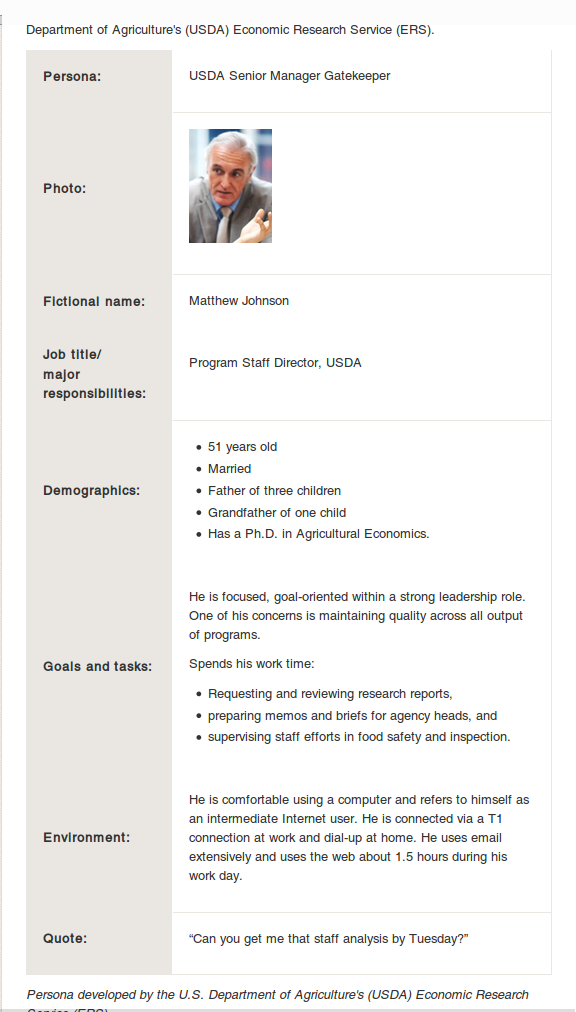 Department of Agriculture's (USDA) Economic Research Service (ERS).
Persona:
USDA Senior Manager Gatekeeper
Photo:
Fictional name:
Matthew Johnson
Job title/
major
responsibilities:
Program Staff Director, USDA
Demographics:
• 51 years old
• Married
• Father of three children
• Grandfather of one child
• Has a Ph.D. in Agricultural Economics.
Goals and tasks:
He is focused, goal-oriented within a strong leadership role.
One of his concerns is maintaining quality across all output
of programs.
Spends his work time:
• Requesting and reviewing research reports,
• preparing memos and briefs for agency heads, and
• supervising staff efforts in food safety and inspection.
Environment:
He is comfortable using a computer and refers to himself as
an intermediate Internet user. He is connected via a T1
connection at work and dial-up at home. He uses email
extensively and uses the web about 1.5 hours during his
work day.
Quote:
“Can you get me that staff analysis by Tuesday?”
Persona developed by the U.S. Department of Agriculture's (USDA) Economic Research
Service (ERS)